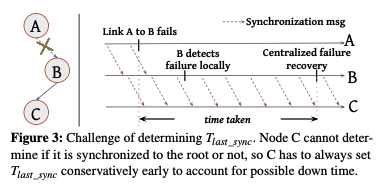 A
B
C
Synchronization msg
Link A to B fails
B detects
failure locally
Centralized failure
recovery
A
B
C
time taken
Figure 3: Challenge of determining T_last_sync. Node C cannot deter-
mine if it is synchronized to the root or not, so C has to always set
T_last_sync conservatively early to account for possible down time.